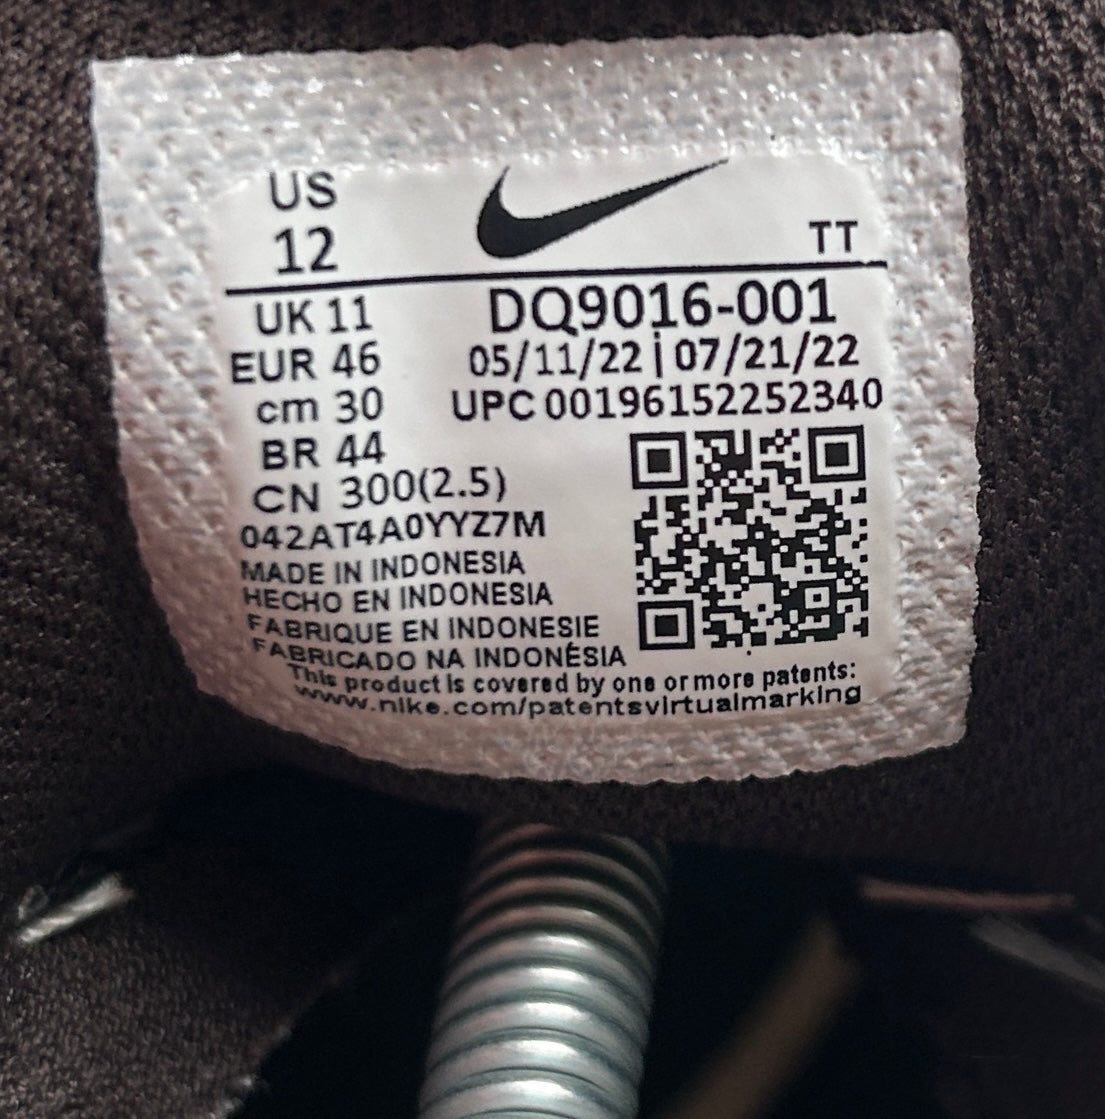 US
12
TT
UK 11
EUR 46
cm 30
BR 44
CN 300(2.5)
DQ9016-001
05/11/22 | 07/21/22
UPC 00196152252340
042AT4A0YYZ7M
MADE IN INDONESIA
HECHO EN INDONESIA
FABRIQUE EN INDONESIE
FABRICADO NA INDONÉSIA
This product is covered by one or more patents:
www.nike.com/patentsvirtualmarking